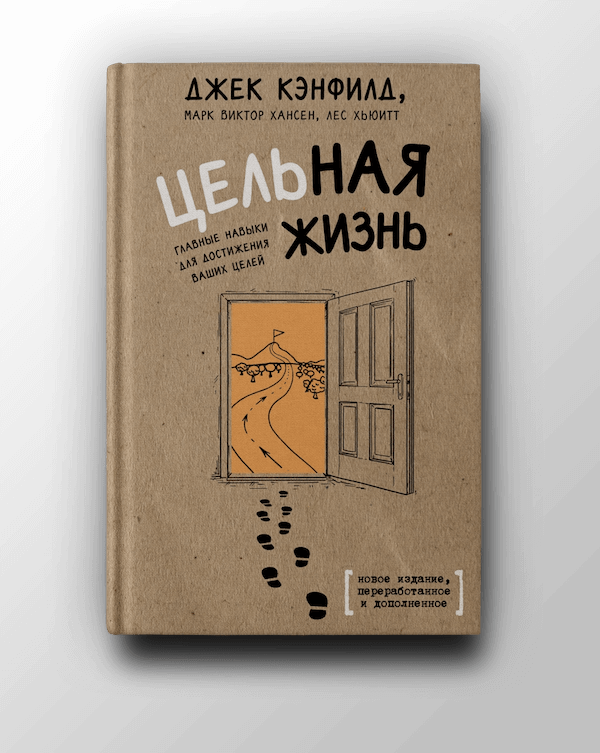 ДЖЕК КЭНФИЛД,
МАРК ВИКТОР ХАНСЕН, ЛЕС ХЬЮИТТ
ЦЕЛЬНАЯ
ЖИЗНЬ
ГЛАВНЫЕ НАВЫКИ
ДЛЯ ДОСТИЖЕНИЯ
ВАШИХ ЦЕЛЕЙ
[новое издание,
переработанное
и дополненное]